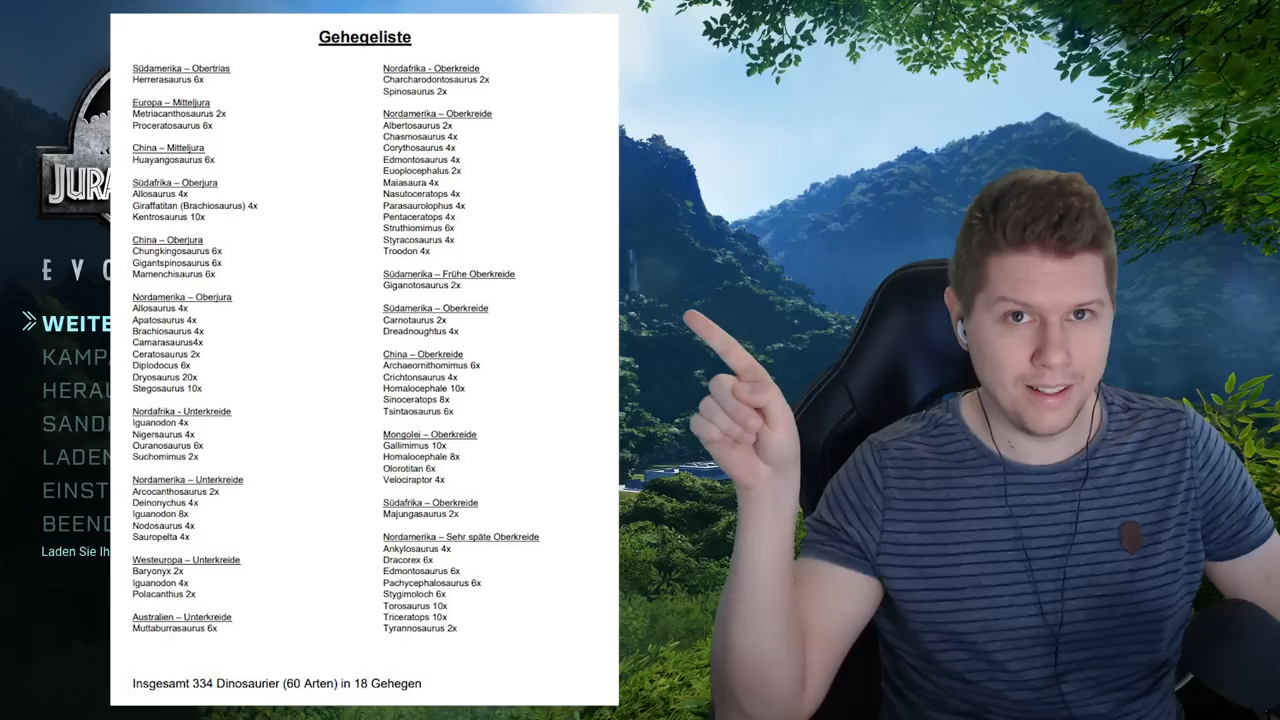 Gehegeliste
Südamerika – Obertrias
Herrerasaurus 6x
Europa – Mitteljura
Metriacanthosaurus 2x
Proceratosaurus 6x
China – Mitteljura
Huayangosaurus 6x
Südafrika – Oberjura
Allosaurus 4x
Giraffatitan (Brachiosaurus) 4x
Kentrosaurus 10x
China – Oberjura
Chungkingosaurus 6x
Gigantspinosaurus 6x
Mamenchisaurus 6x
Nordamerika – Oberjura
Allosaurus 4x
Apatosaurus 4x
Brachiosaurus 4x
Camarasaurus4x
Ceratosaurus 2x
Diplodocus 6x
Dryosaurus 20x
Stegosaurus 10x
Nordafrika - Unterkreide
Iguanodon 4x
Nigersaurus 4x
Ouranosaurus 6x
Suchomimus 2x
Nordamerika – Unterkreide
Arcocanthosaurus 2x
Deinonychus 4x
Iguanodon 8x
Nodosaurus 4x
Sauropelta 4x
Westeuropa – Unterkreide
Baryonyx 2x
Iguanodon 4x
Polacanthus 2x
Australien – Unterkreide
Muttaburrasaurus 6x
Nordafrika - Oberkreide
Charcharodontosaurus 2x
Spinosaurus 2x
Nordamerika – Oberkreide
Albertosaurus 2x
Chasmosaurus 4x
Corythosaurus 4x
Edmontosaurus 4x
Euoplocephalus 2x
Maiasaura 4x
Nasutoceratops 4x
Parasaurolophus 4x
Pentaceratops 4x
Struthiomimus 6x
Styracosaurus 4x
Troodon 4x
Südamerika – Frühe Oberkreide
Giganotosaurus 2x
Südamerika – Oberkreide
Carnotaurus 2x
Dreadnoughtus 4x
China – Oberkreide
Archaeornithomimus 6x
Crichtonsaurus 4x
Homalocephale 10x
Sinoceratops 8x
Tsintaosaurus 6x
Mongolei – Oberkreide
Gallimimus 10x
Homalocephale 8x
Olorotitan 6x
Velociraptor 4x
Südafrika – Oberkreide
Majungasaurus 2x
Nordamerika – Sehr späte Oberkreide
Ankylosaurus 4x
Dracorex 6x
Edmontosaurus 6x
Pachycephalosaurus 6x
Stygimoloch 6x
Torosaurus 10x
Triceratops 10x
Tyrannosaurus 2x
Insgesamt 334 Dinosaurier (60 Arten) in 18 Gehegen
JURA
EVO
WEITE
KAMPA
HERAU
SAND
LADEN
EINST
BEEND
Laden Sie Ih